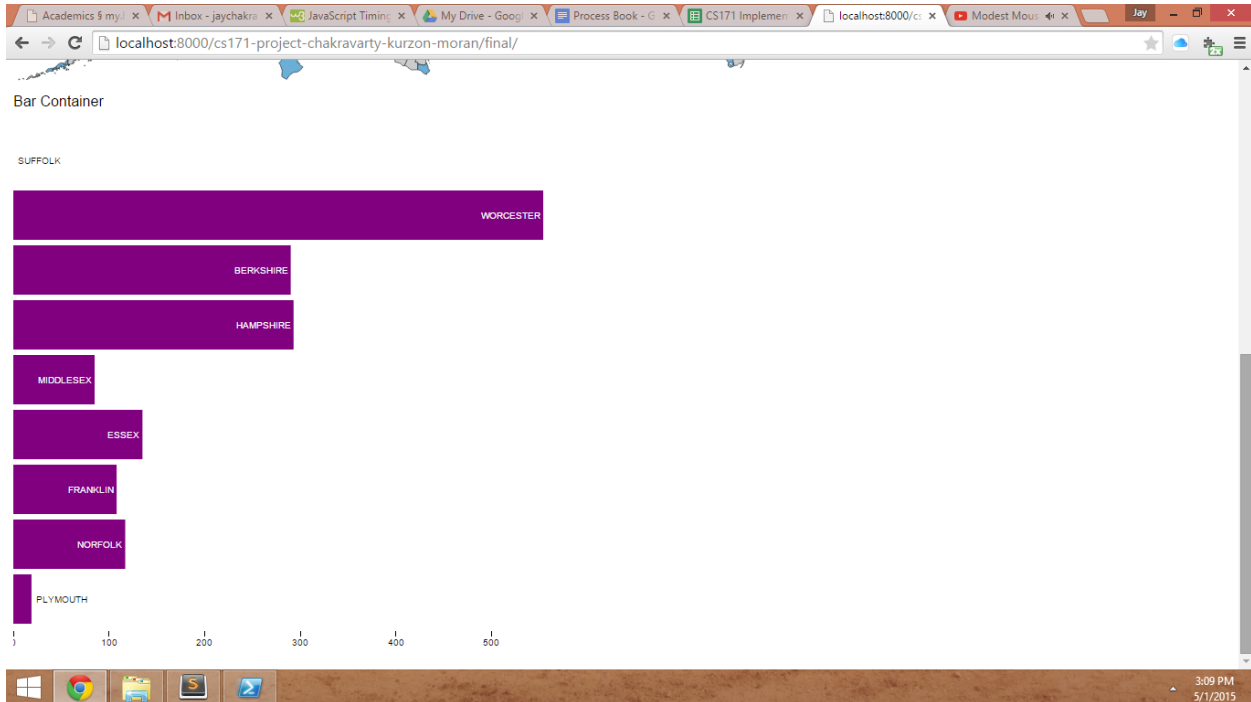 Academics § my.
Inbox - jaychakra
JavaScript Timing
My Drive - Googl
Process Book - G
CS171 Implemen
localhost:8000/cs
Modest Mous
Jay
localhost:8000/cs171-project-chakravarty-kurzon-moran/final/
Bar Container
SUFFOLK
WORCESTER
BERKSHIRE
HAMPSHIRE
MIDDLESEX
ESSEX
FRANKLIN
NORFOLK
PLYMOUTH
100 200 300 400 500
3:09 PM
5/1/2015